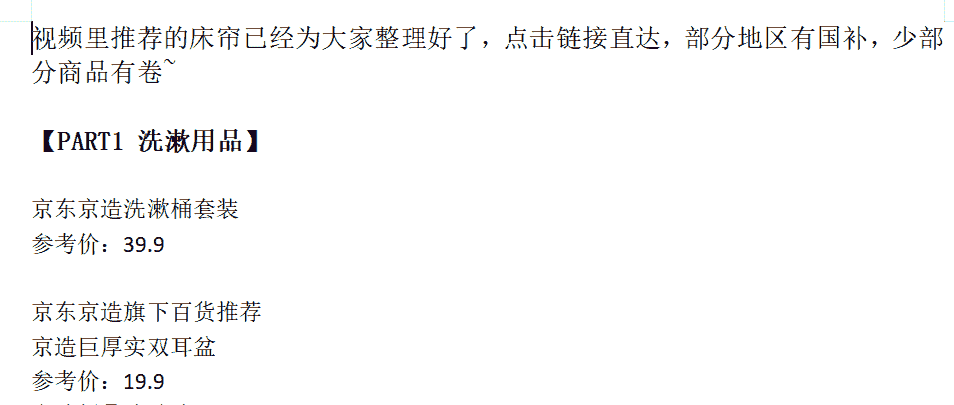 视频里推荐的床帘已经为大家整理好了，点击链接直达，部分地区有国补，少部
分商品有卷~
【PART1 洗漱用品】
京东京造洗漱桶套装
参考价：39.9
京东京造旗下百货推荐
京造巨厚实双耳盆
参考价：19.9